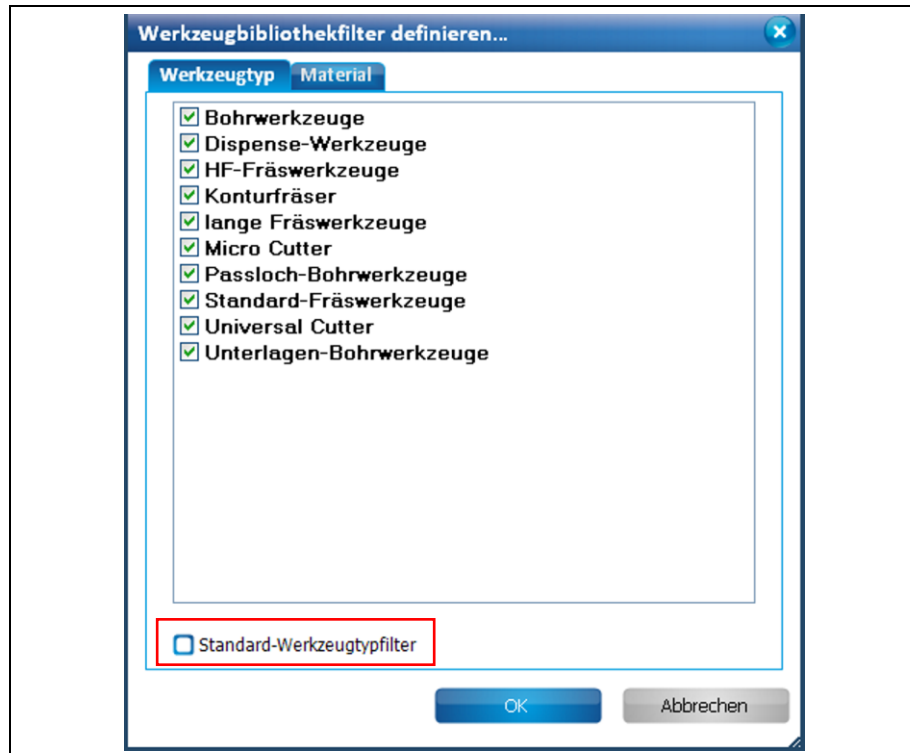 Werkzeugbibliothekfilter definieren...
Werkzeugtyp Material
Bohrwerkzeuge
Dispense-Werkzeuge
HF-Fräswerkzeuge
Konturfräser
lange Fräswerkzeuge
Micro Cutter
Passloch-Bohrwerkzeuge
Standard-Fräswerkzeuge
Universal Cutter
Unterlagen-Bohrwerkzeuge
Standard-Werkzeugtypfilter
OK Abbrechen